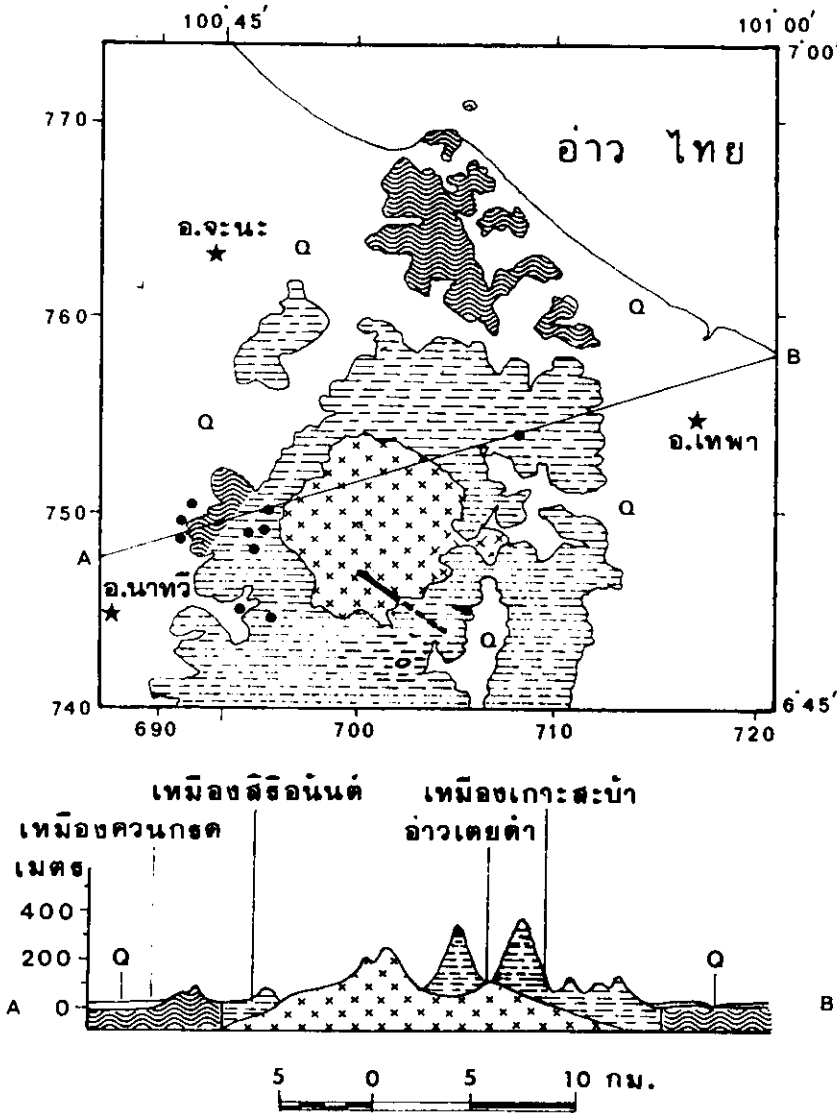 100°45′ 101°00′
7°00′
770
อ่าว ไทย
อ.จะนะ
Q
760
Q
B
Q
อ.เทพา
750
Q
A
อ.นาทวี
Q
740
6°45′
690 700 710 720
เหมืองสิธิอนันต์ เหมืองเกาะสะบ้า
เหมืองควนกรด อ่าวเตยดำ
เมตร
400
200
Q Q
A 0 B
5 0 5 10 กม.